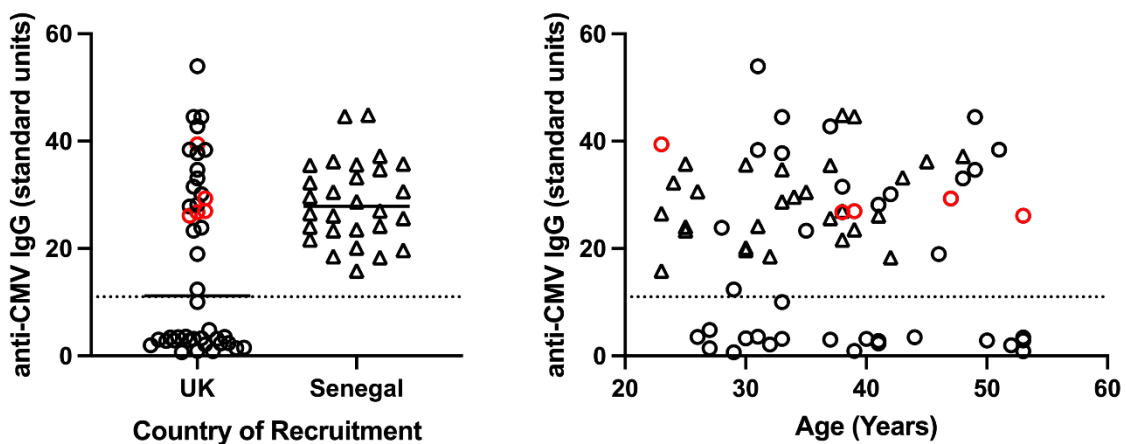 anti-CMV IgG (standard units)
60
40
20
0
UK
Senegal
Country of Recruitment
anti-CMV IgG (standard units)
60
40
20
0
20
30
40
50
60
Age (Years)